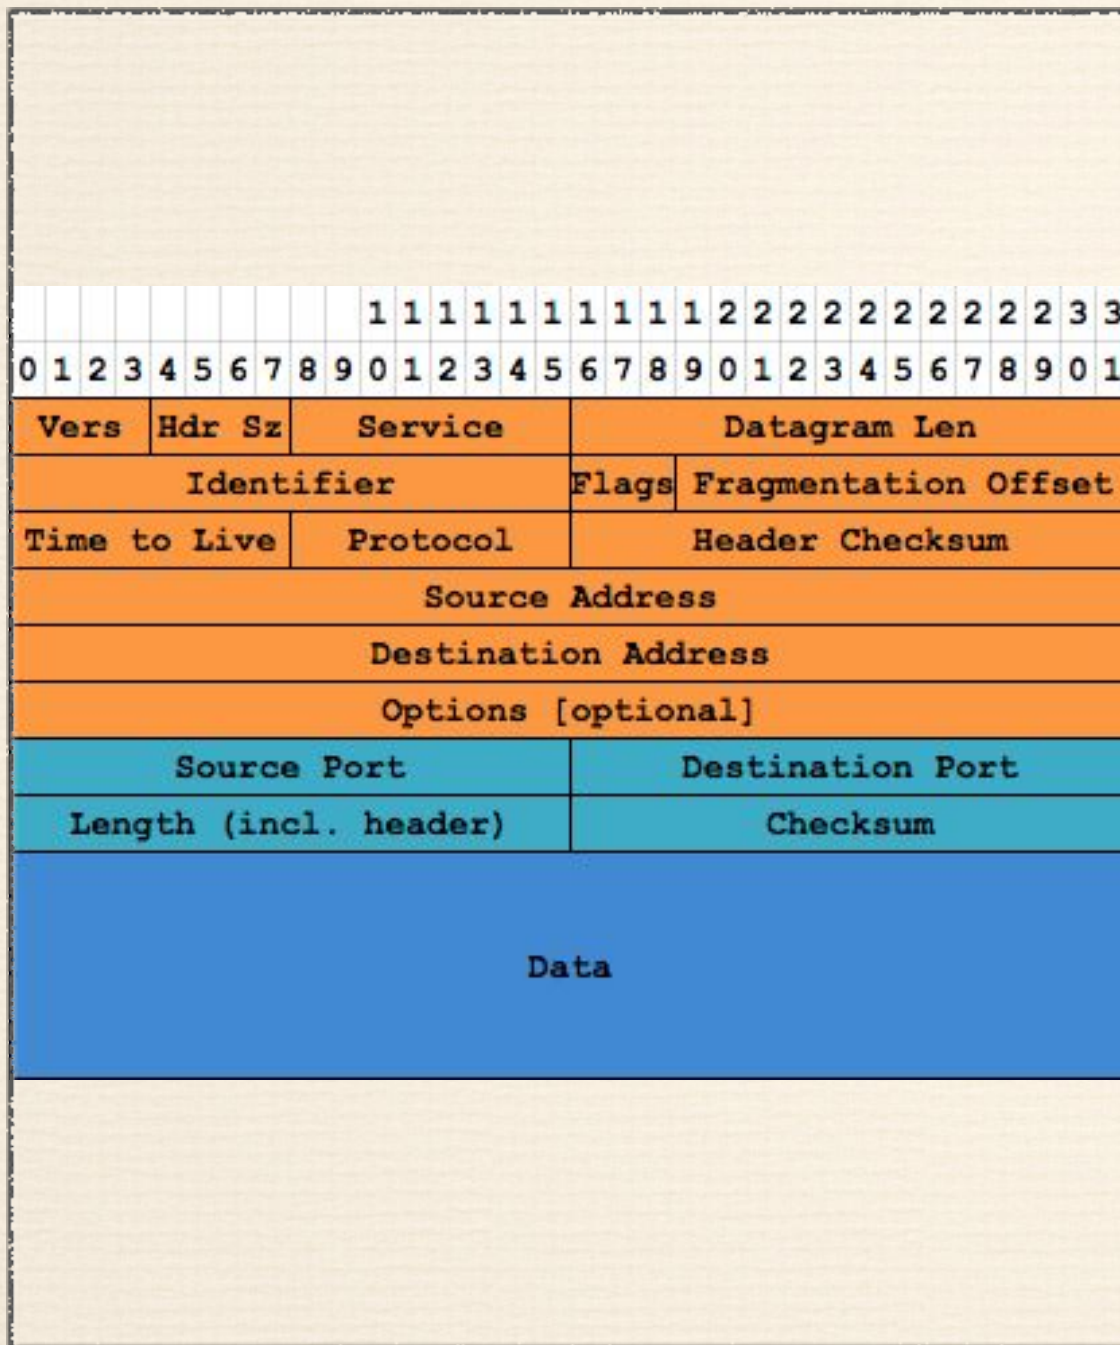 1 1 1 1 1 1 1 1 1 1 2 2 2 2 2 2 2 2 2 2 3 3
0 1 2 3 4 5 6 7 8 9 0 1 2 3 4 5 6 7 8 9 0 1 2 3 4 5 6 7 8 9 0 1
Vers Hdr Sz Service Datagram Len
Identifier Flags Fragmentation Offset
Time to Live Protocol Header Checksum
Source Address
Destination Address
Options [optional]
Source Port Destination Port
Length (incl. header) Checksum
Data